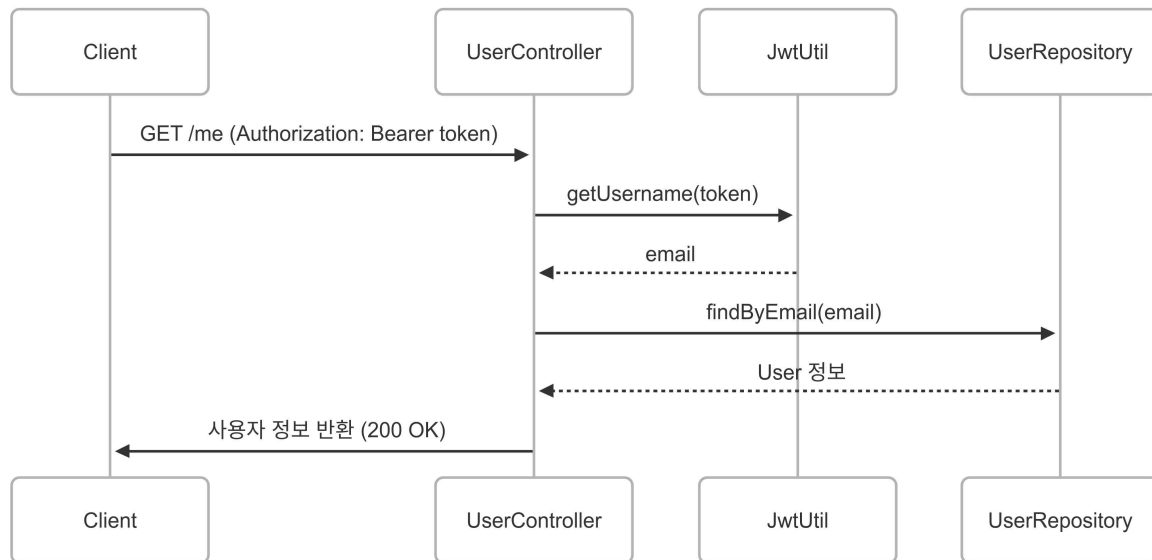 Client
UserController
JwtUtil
UserRepository
GET /me (Authorization: Bearer token)
getUsername(token)
email
findByEmail(email)
User 정보
사용자 정보 반환 (200 OK)
Client
UserController
JwtUtil
UserRepository